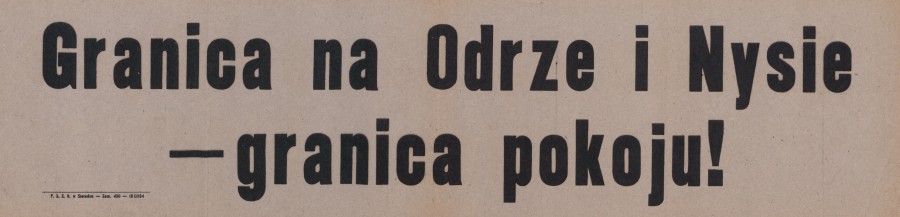 Granica na Odrze i Nysie
— granica pokoju!